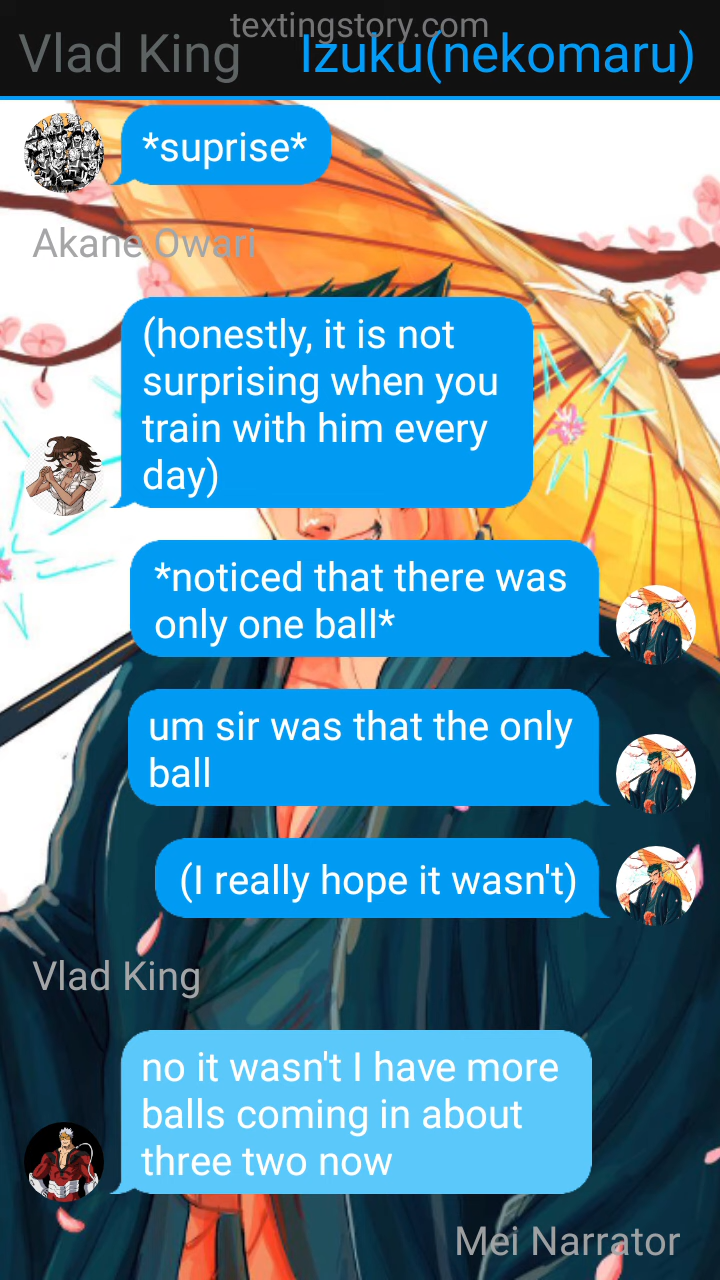 textingstory.com
Vlad King Izuku(nekomaru)
*suprise*
Akane Owari
(honestly, it is not
surprising when you
train with him every
day)
*noticed that there was
only one ball*
um sir was that the only
ball
(I really hope it wasn't)
Vlad King
no it wasn't I have more
balls coming in about
three two now
Mei Narrator